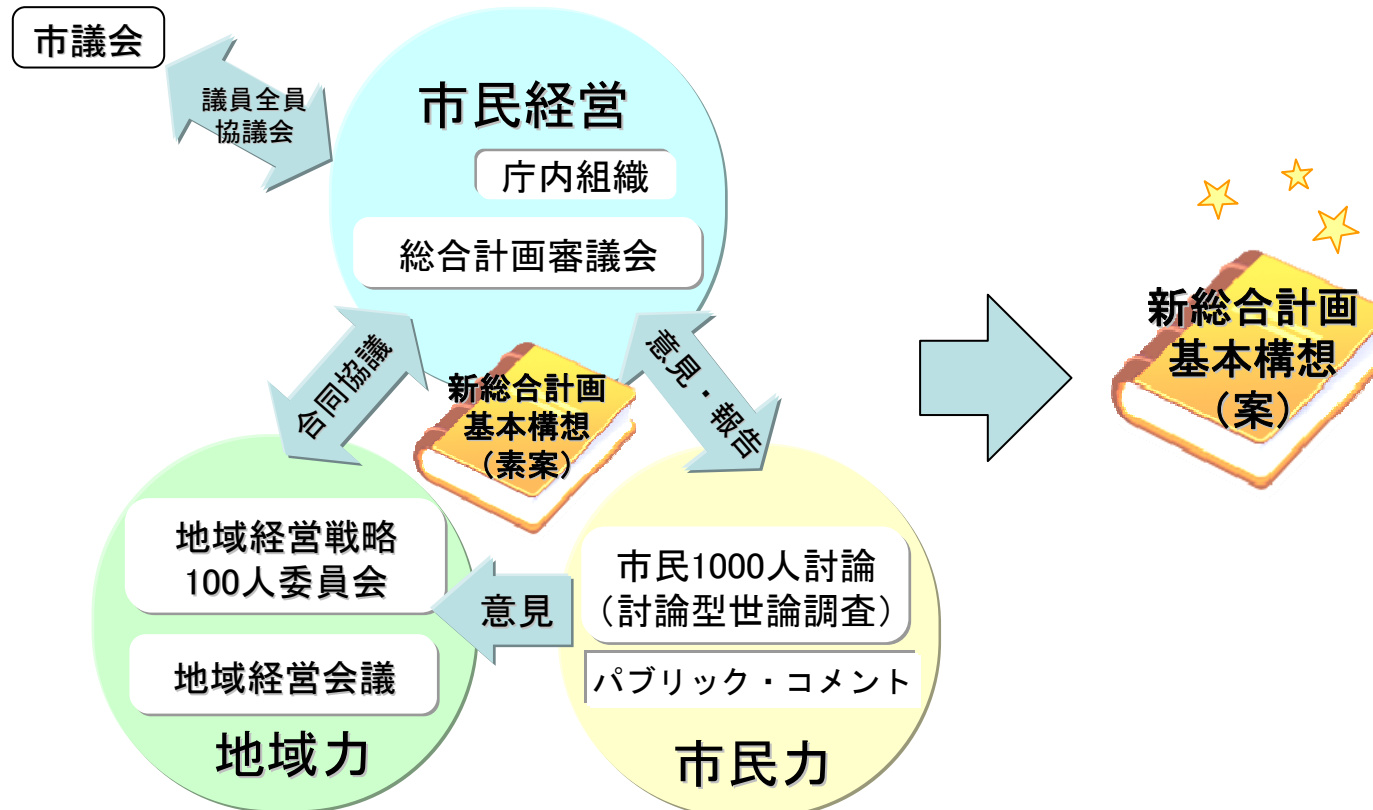 市議会
議員全員
協議会
市民経営
庁内組織
総合計画審議会
合同協議
意見・報告
新総合計画
基本構想
（素案）
地域経営戦略
100人委員会
地域経営会議
地域力
意見
市民1000人討論
（討論型世論調査）
パブリック・コメント
市民力
新総合計画
基本構想
（案）